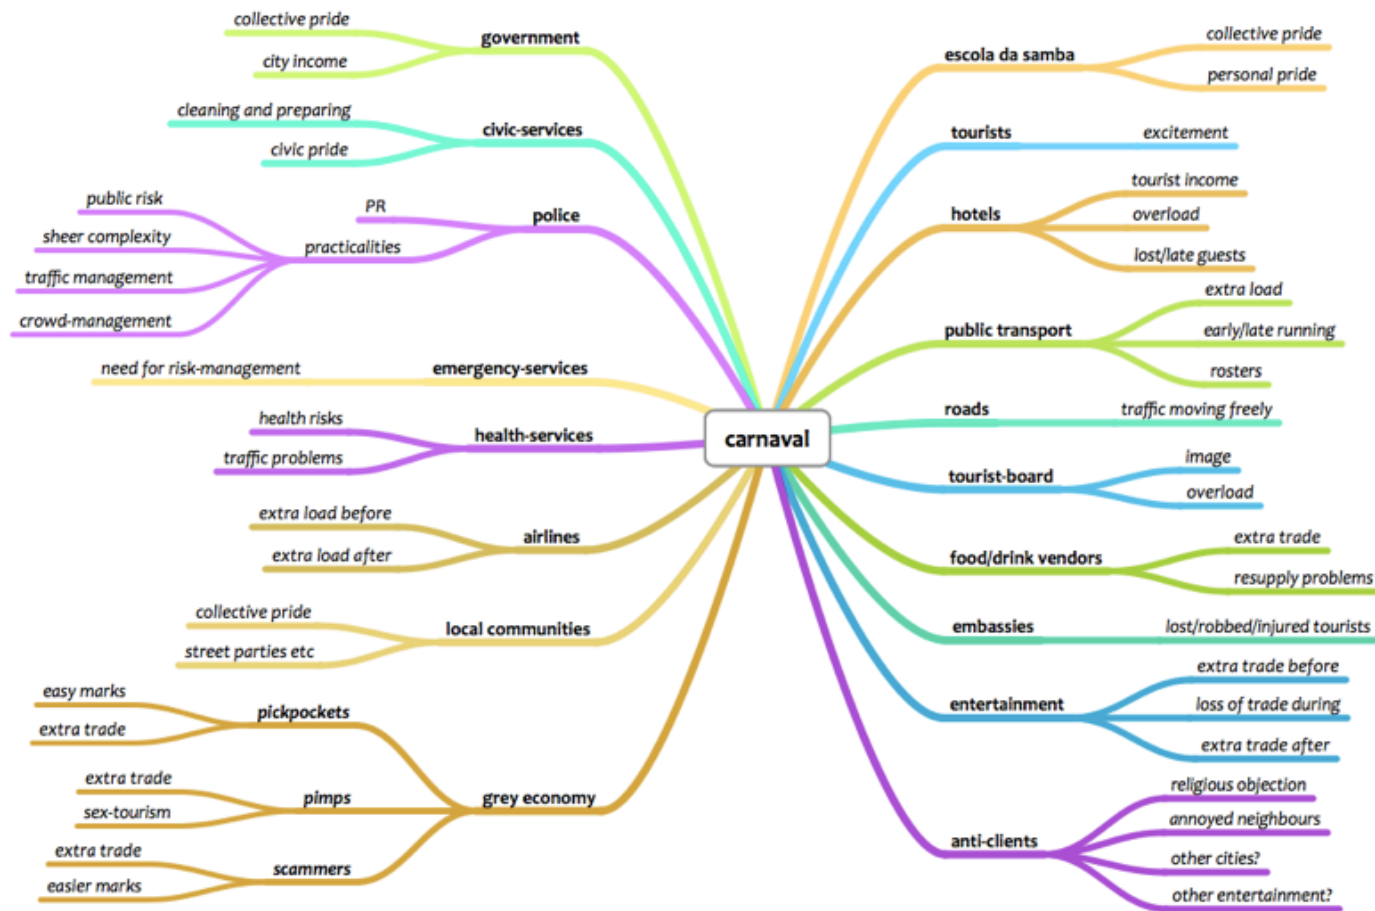 carnaval
government
collective pride
city income
civic-services
cleaning and preparing
civic pride
police
PR
practicalities
public risk
sheer complexity
traffic management
crowd-management
emergency-services
need for risk-management
health-services
health risks
traffic problems
airlines
extra load before
extra load after
local communities
collective pride
street parties etc
grey economy
pickpockets
easy marks
extra trade
pimps
extra trade
sex-tourism
scammers
extra trade
easier marks
escola da samba
collective pride
personal pride
tourists
excitement
hotels
tourist income
overload
lost/late guests
public transport
extra load
early/late running
rosters
roads
traffic moving freely
tourist-board
image
overload
food/drink vendors
extra trade
resupply problems
embassies
lost/robbed/injured tourists
entertainment
extra trade before
loss of trade during
extra trade after
anti-clients
religious objection
annoyed neighbours
other cities?
other entertainment?